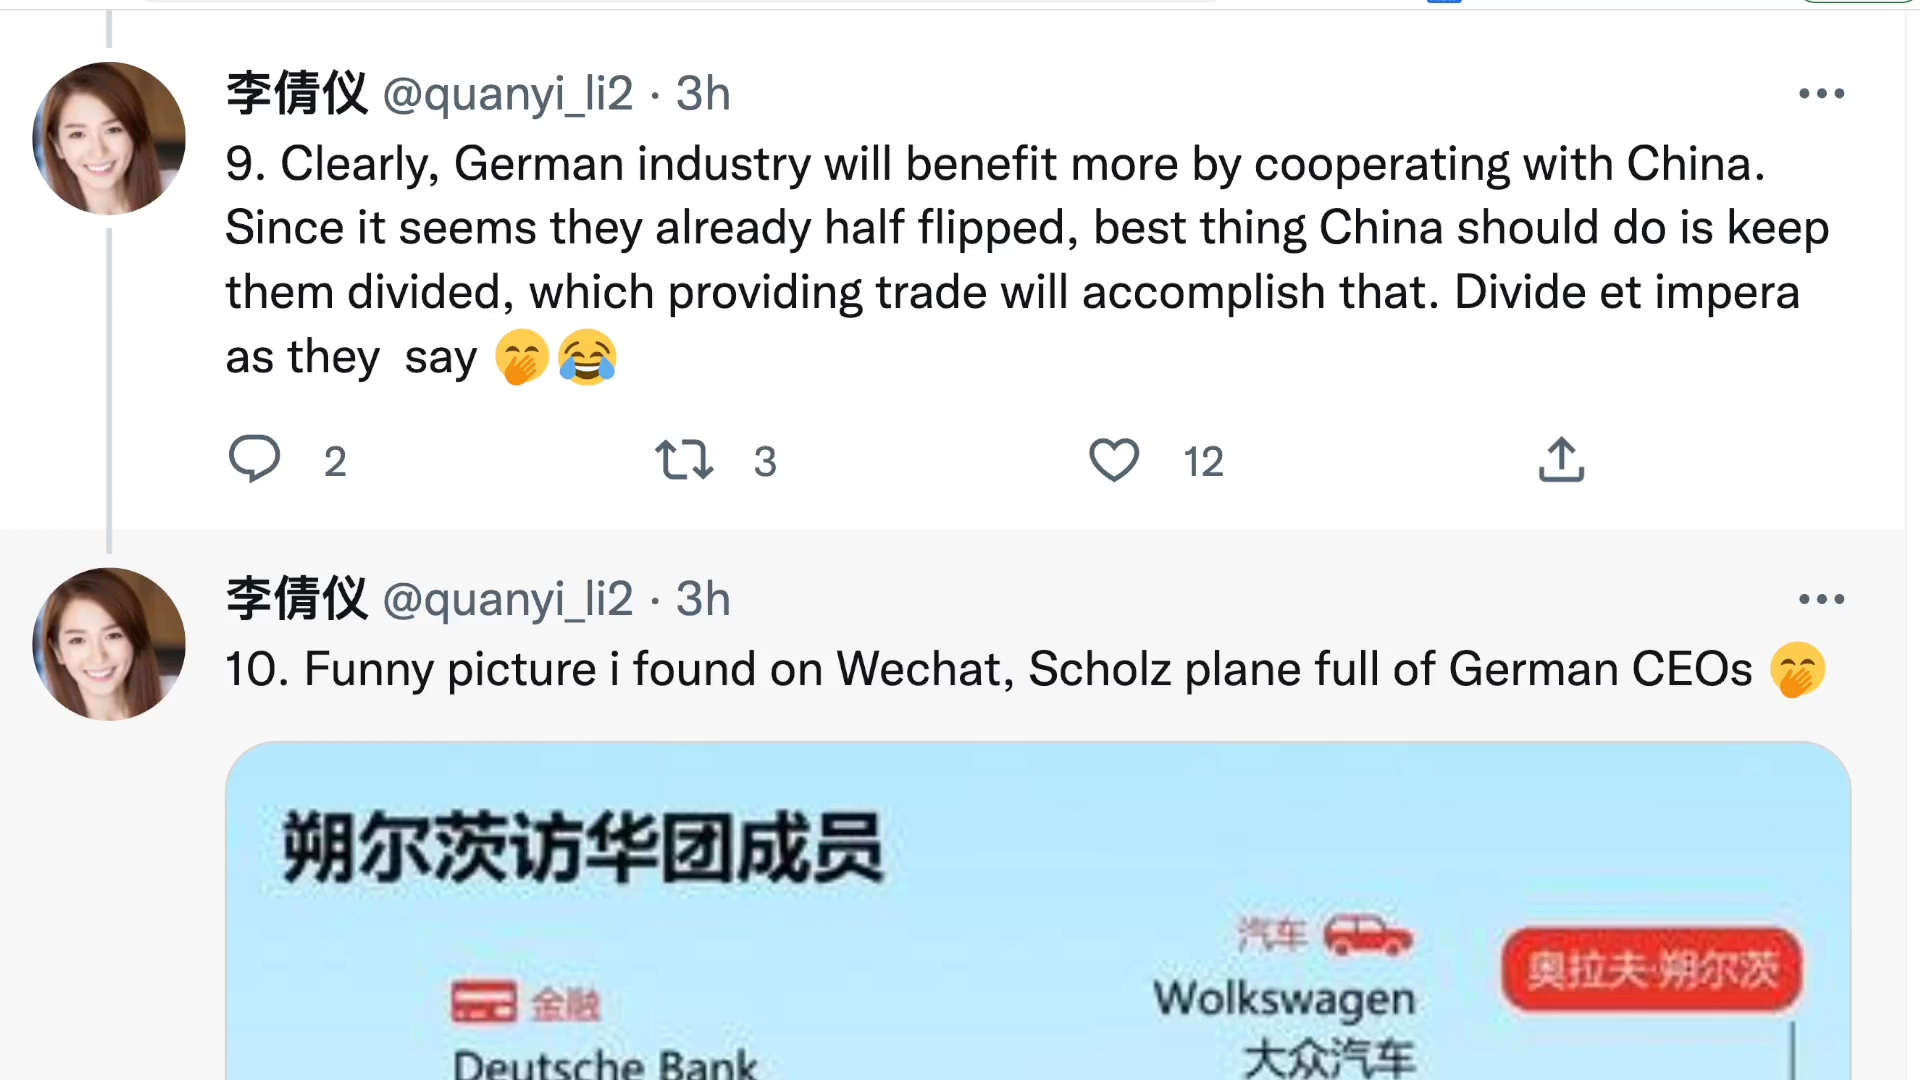 李倩仪 @quanyi_li2 · 3h
9. Clearly, German industry will benefit more by cooperating with China.
Since it seems they already half flipped, best thing China should do is keep
them divided, which providing trade will accomplish that. Divide et impera
as they  say 🤭😂
2 3 12
李倩仪 @quanyi_li2 · 3h
10. Funny picture i found on Wechat, Scholz plane full of German CEOs 🤭
朔尔茨访华团成员
汽车
奥拉夫·朔尔茨
金融
Wolkswagen
大众汽车
Deutsche Bank